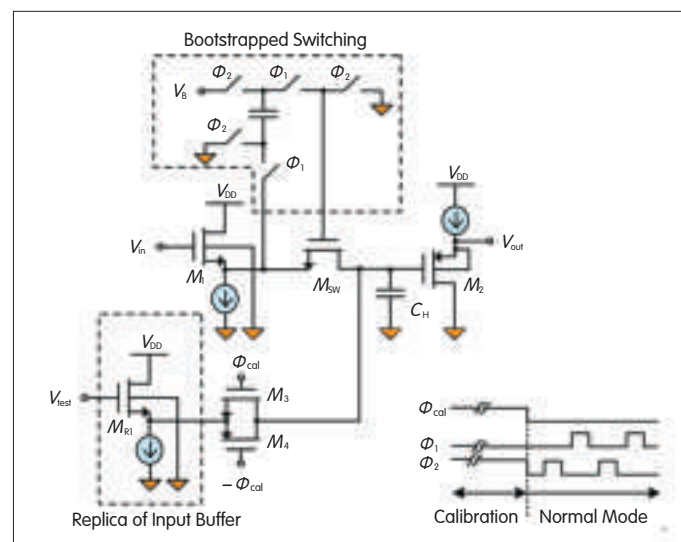 Bootstrapped Switching
Φ2
Φ1
Φ2
VB
Φ2
Φ1
VDD
VDD
Vin
Vout
M1
MSW
M2
CH
Φcal
VDD
M3
Vtest
MR1
M4
−Φcal
Replica of Input Buffer
Φcal
Φ1
Φ2
Calibration
Normal Mode